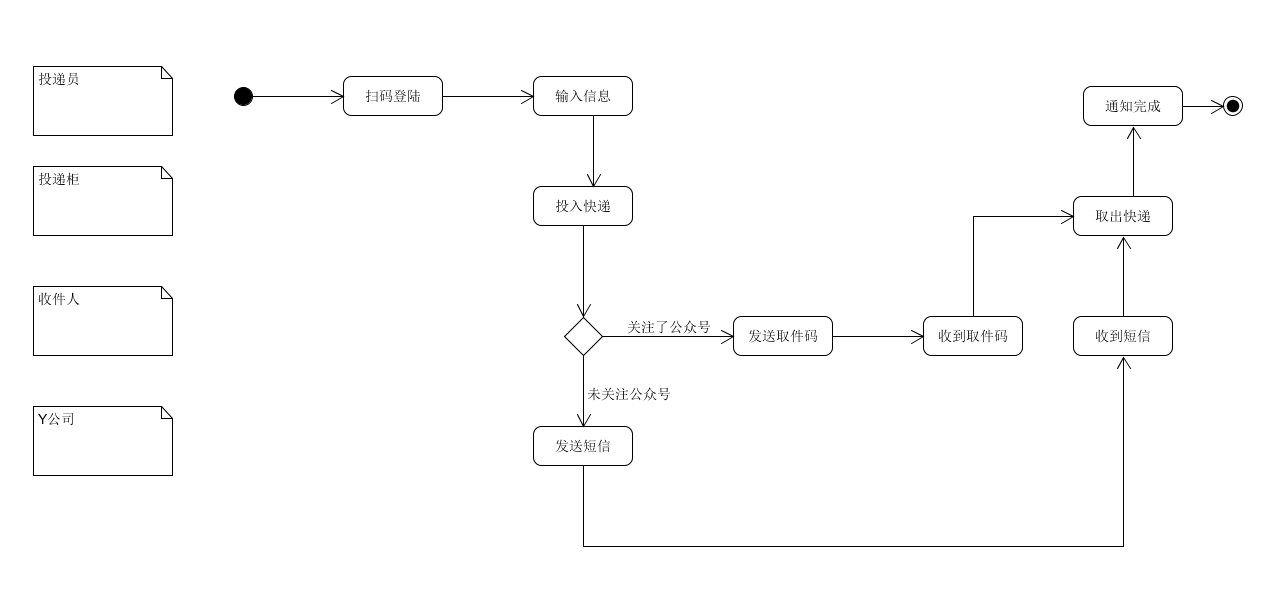 投递员
扫码登陆
输入信息
通知完成
投递柜
投入快递
取出快递
收件人
关注了公众号
发送取件码
收到取件码
收到短信
未关注公众号
Y公司
发送短信